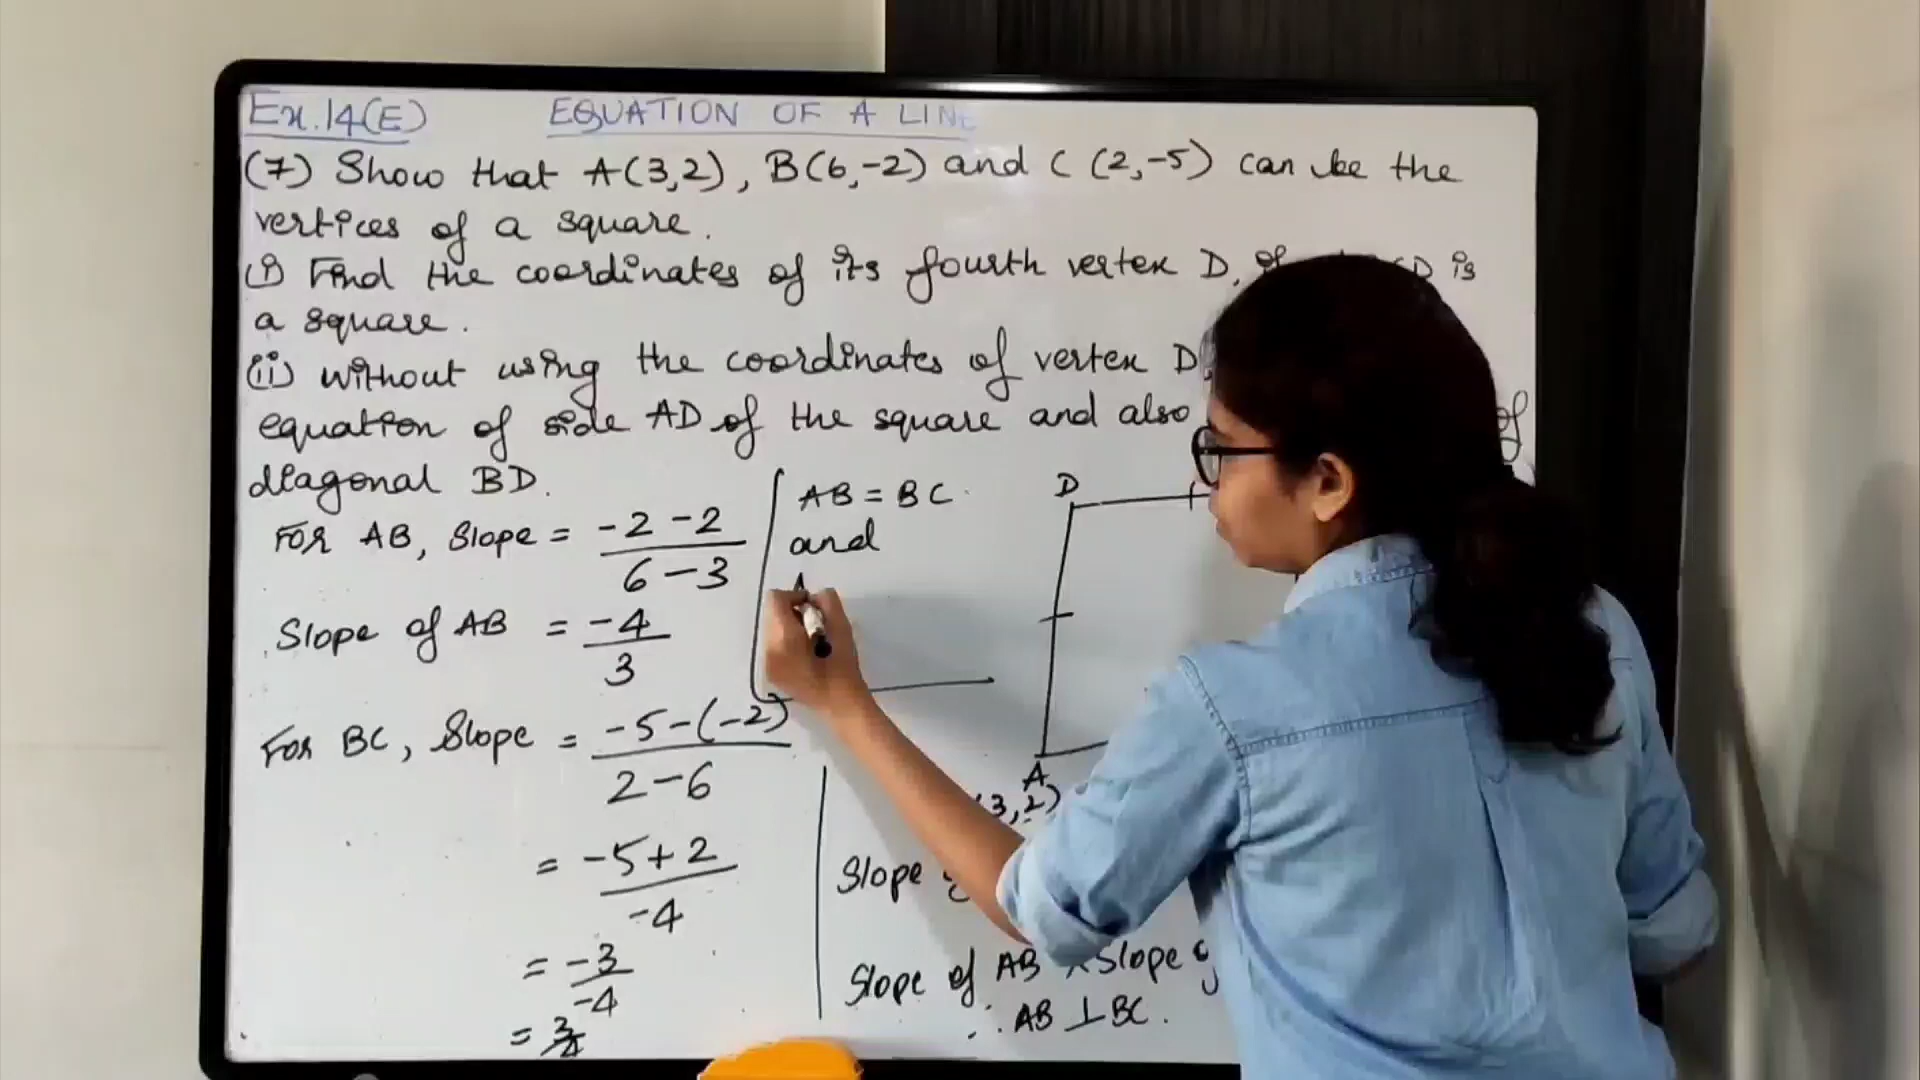 Ex.14(E) EQUATION OF A LINE
(7) Show that A(3,2), B(6,-2) and C (2,-5) can be the
vertices of a square.
(i) Find the coordinates of its fourth vertex D, is
a square.
(ii) without using the coordinates of vertex D,
equation of side AD of the square and also of
diagonal BD.
For AB, Slope = -2 -2 / 6 - 3
Slope of AB = -4 / 3
For BC, Slope = -5-(-2) / 2-6
= -5+2 / -4
= -3 / -4
= 3/4
AB = BC.
and
D
A
(3,2)
Slope
Slope of AB × Slope
∴ AB ⊥ BC.